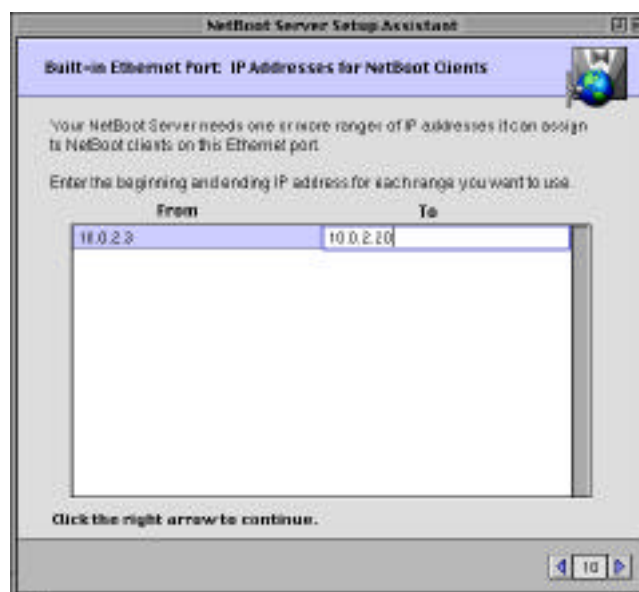 NetBoot Server Setup Assistant
Built-in Ethernet Port: IP Addresses for NetBoot Clients
Your NetBoot Server needs one or more ranges of IP addresses it can assign
to NetBoot clients on this Ethernet port.
Enter the beginning and ending IP address for each range you want to use.
From To
10.0.2.3 10.0.2.20
Click the right arrow to continue.
10